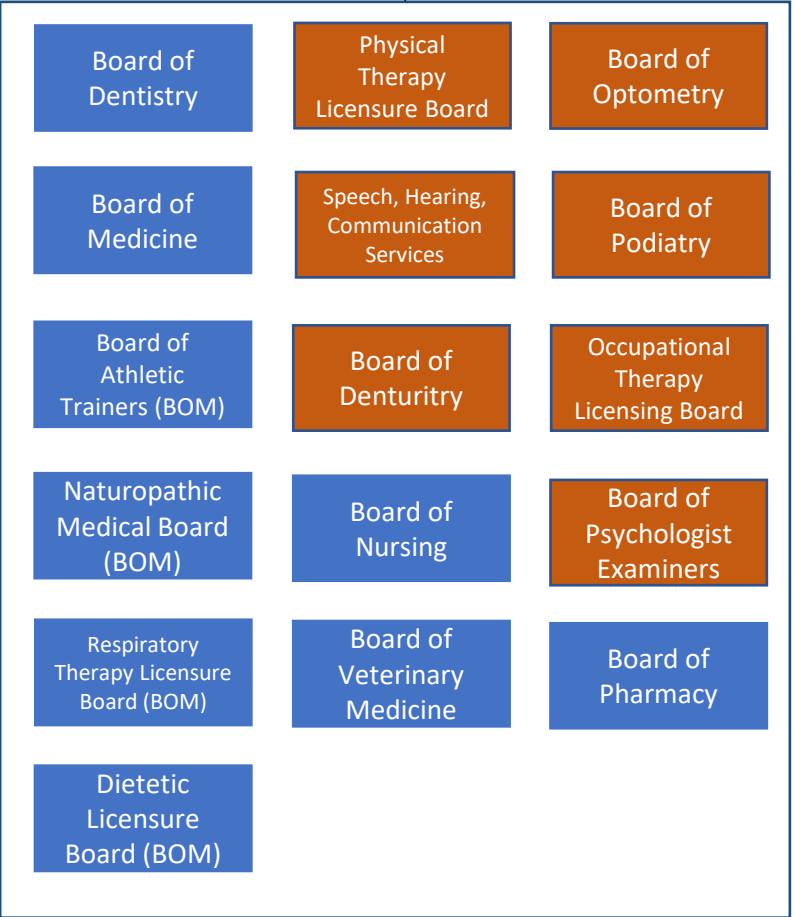 Board of
Dentistry
Physical
Therapy
Licensure Board
Board of
Optometry
Board of
Medicine
Speech, Hearing,
Communication
Services
Board of
Podiatry
Board of
Athletic
Trainers (BOM)
Board of
Denturitry
Occupational
Therapy
Licensing Board
Naturopathic
Medical Board
(BOM)
Board of
Nursing
Board of
Psychologist
Examiners
Respiratory
Therapy Licensure
Board (BOM)
Board of
Veterinary
Medicine
Board of
Pharmacy
Dietetic
Licensure
Board (BOM)